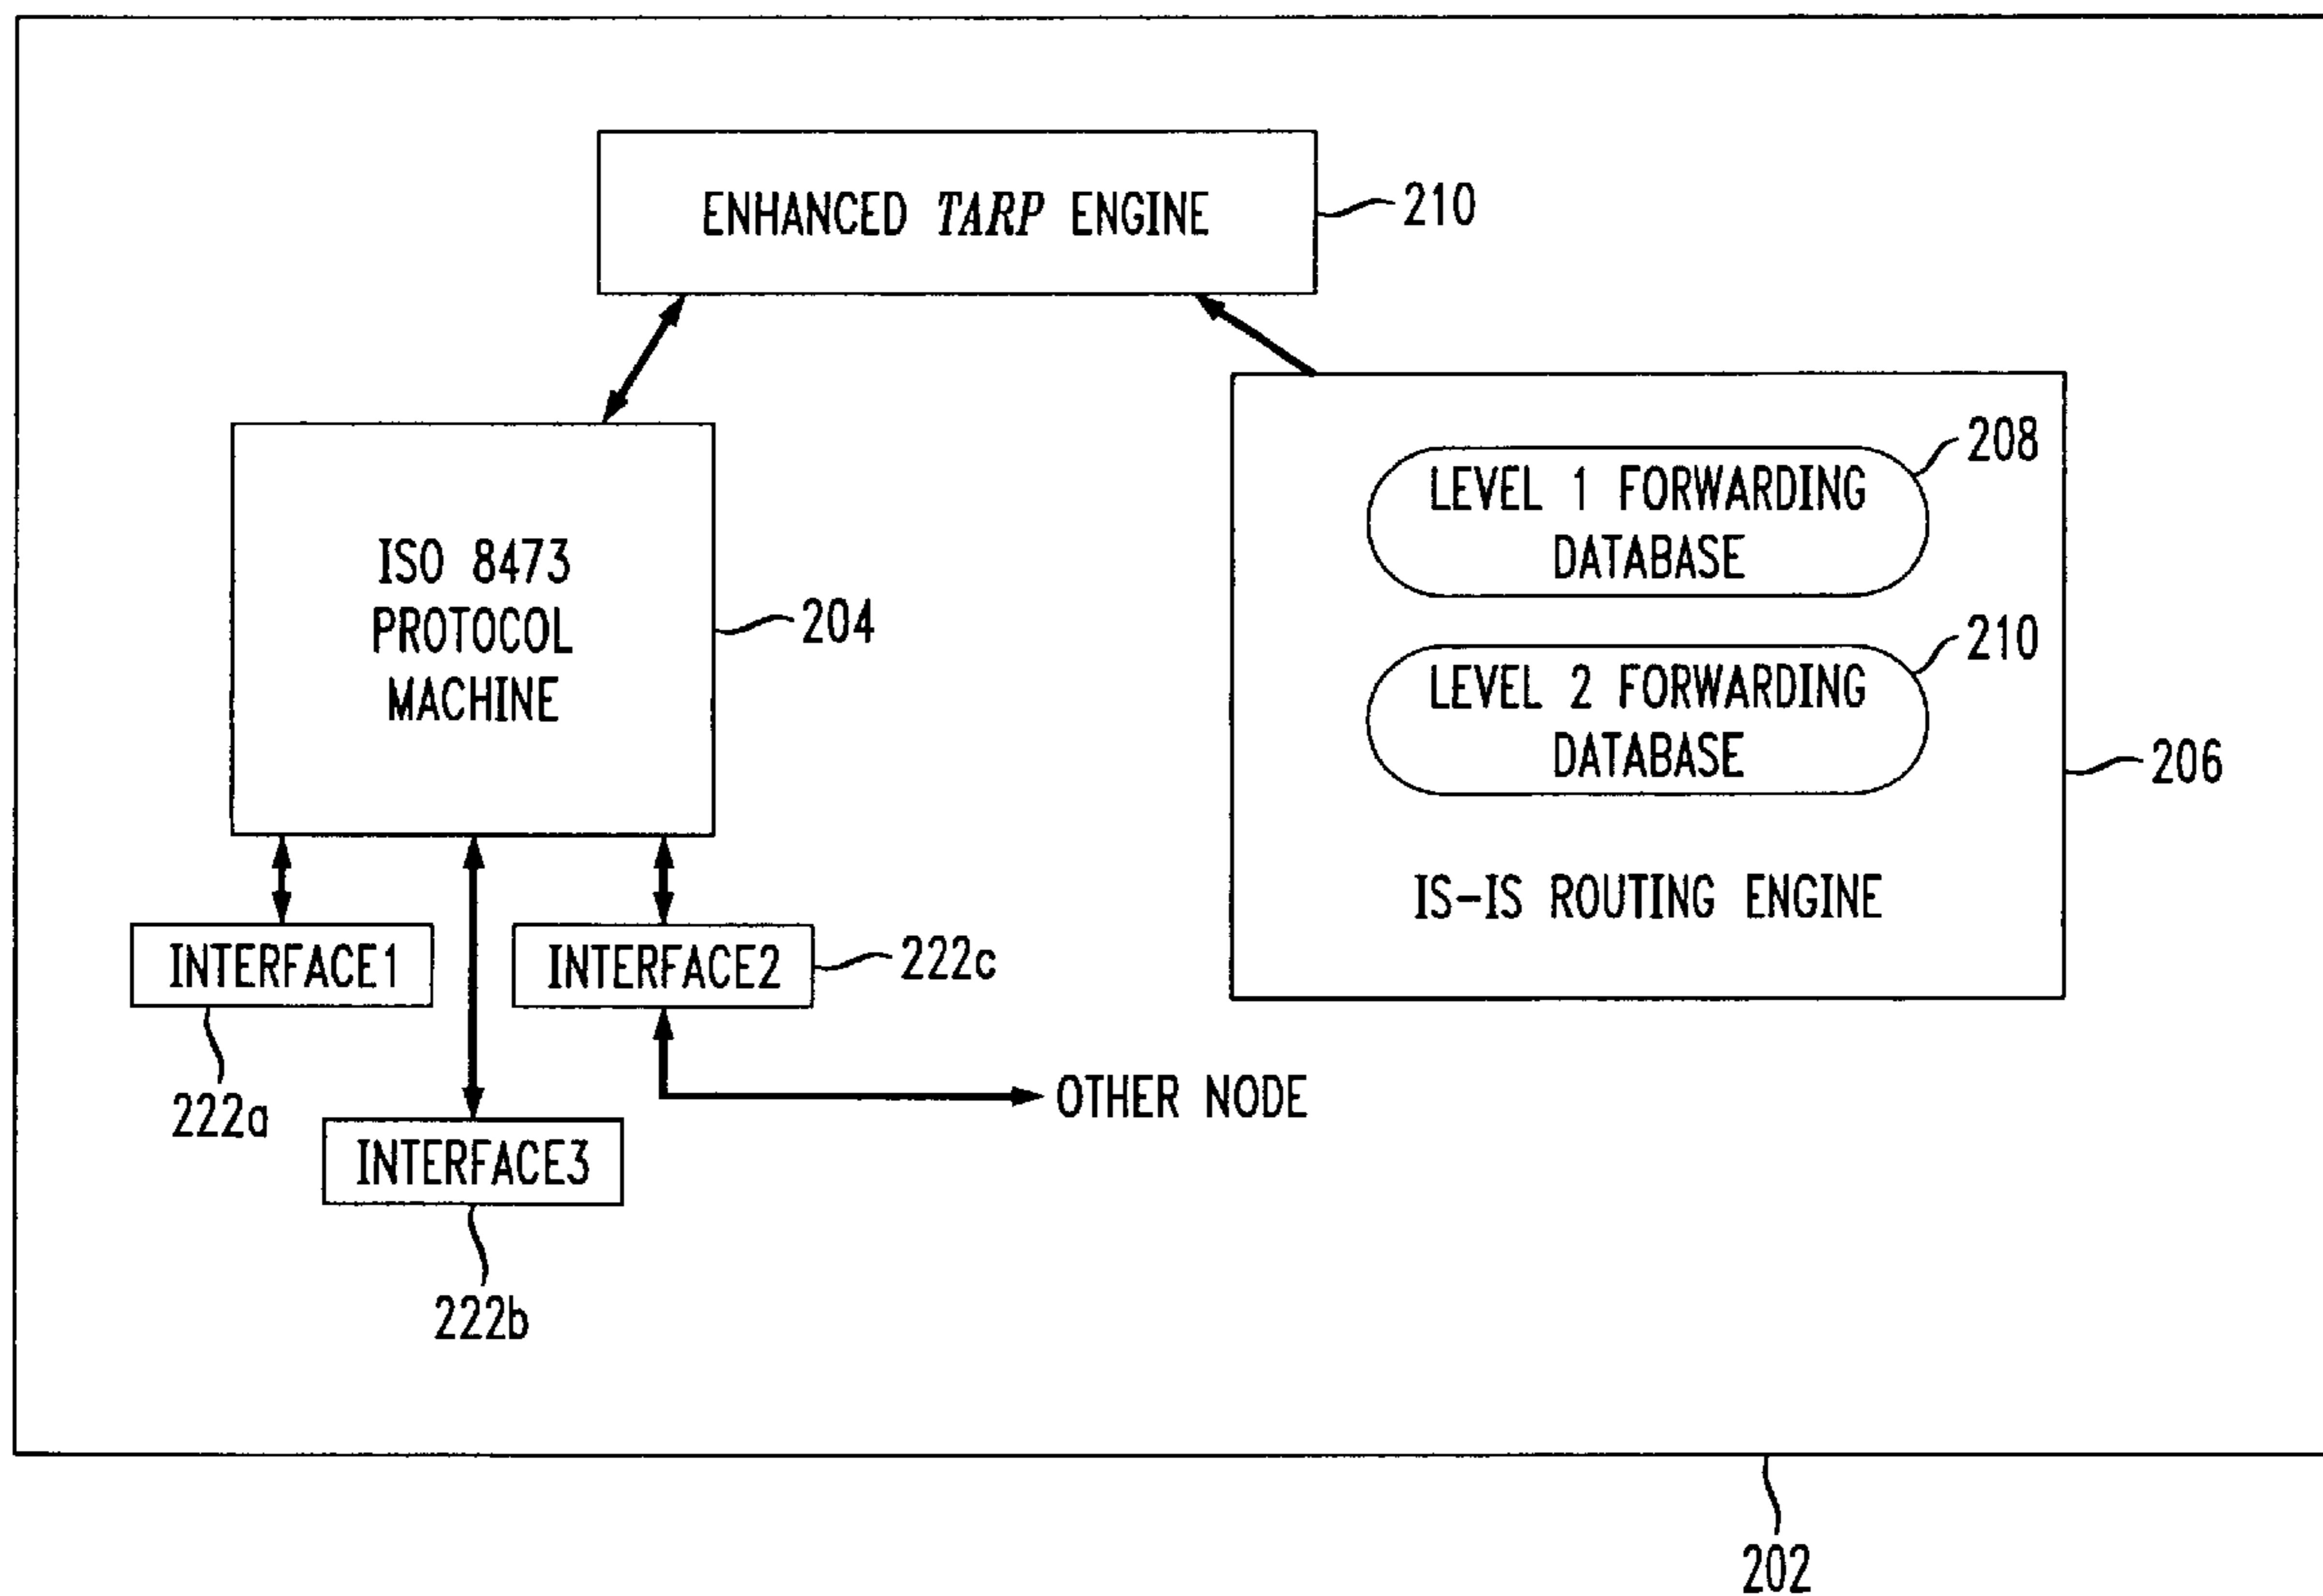 ENHANCED TARP ENGINE
210
ISO 8473
PROTOCOL
MACHINE
204
LEVEL 1 FORWARDING
DATABASE
208
LEVEL 2 FORWARDING
DATABASE
210
IS-IS ROUTING ENGINE
206
INTERFACE1
222a
INTERFACE2
222c
OTHER NODE
INTERFACE3
222b
202